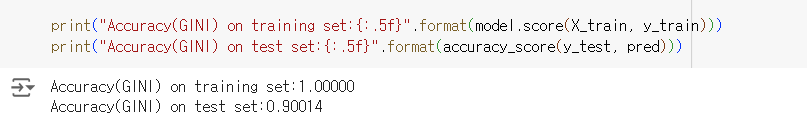 print("Accuracy(GINI) on training set:{:.5f}".format(model.score(X_train, y_train)))
print("Accuracy(GINI) on test set:{:.5f}".format(accuracy_score(y_test, pred)))
Accuracy(GINI) on training set:1.00000
Accuracy(GINI) on test set:0.90014